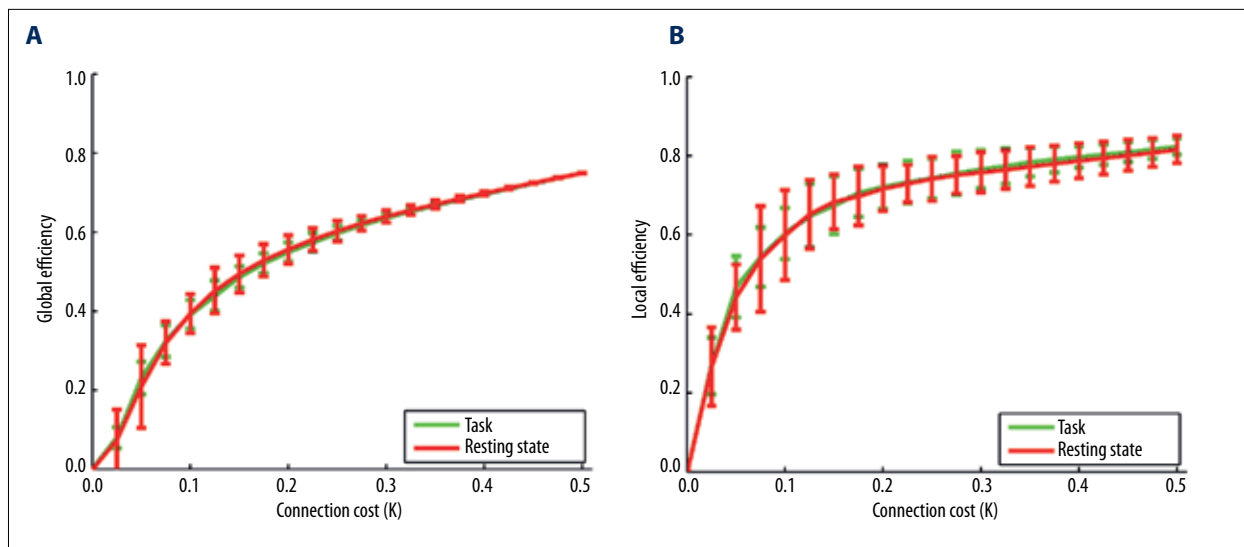 A
1.0
0.8
0.6
0.4
0.2
0.0
Global efficiency
0.0 0.1 0.2 0.3 0.4 0.5
Connection cost (K)
Task
Resting state
B
1.0
0.8
0.6
0.4
0.2
0.0
Local efficiency
0.0 0.1 0.2 0.3 0.4 0.5
Connection cost (K)
Task
Resting state